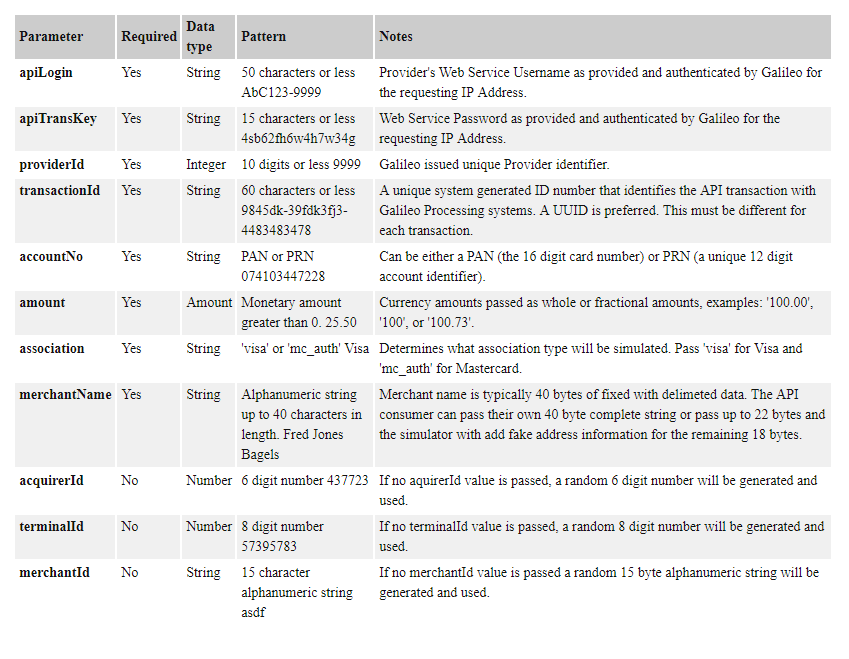 Parameter Required Data type Pattern Notes
apiLogin Yes String 50 characters or less AbC123-9999 Provider's Web Service Username as provided and authenticated by Galileo for the requesting IP Address.
apiTransKey Yes String 15 characters or less 4sb62fh6w4h7w34g Web Service Password as provided and authenticated by Galileo for the requesting IP Address.
providerId Yes Integer 10 digits or less 9999 Galileo issued unique Provider identifier.
transactionId Yes String 60 characters or less 9845dk-39fdk3fj3-4483483478 A unique system generated ID number that identifies the API transaction with Galileo Processing systems. A UUID is preferred. This must be different for each transaction.
accountNo Yes String PAN or PRN 074103447228 Can be either a PAN (the 16 digit card number) or PRN (a unique 12 digit account identifier).
amount Yes Amount Monetary amount greater than 0. 25.50 Currency amounts passed as whole or fractional amounts, examples: '100.00', '100', or '100.73'.
association Yes String 'visa' or 'mc_auth' Visa Determines what association type will be simulated. Pass 'visa' for Visa and 'mc_auth' for Mastercard.
merchantName Yes String Alphanumeric string up to 40 characters in length. Fred Jones Bagels Merchant name is typically 40 bytes of fixed with delimeted data. The API consumer can pass their own 40 byte complete string or pass up to 22 bytes and the simulator with add fake address information for the remaining 18 bytes.
acquirerId No Number 6 digit number 437723 If no aquirerId value is passed, a random 6 digit number will be generated and used.
terminalId No Number 8 digit number 57395783 If no terminalId value is passed, a random 8 digit number will be generated and used.
merchantId No String 15 character alphanumeric string asdf If no merchantId value is passed a random 15 byte alphanumeric string will be generated and used.